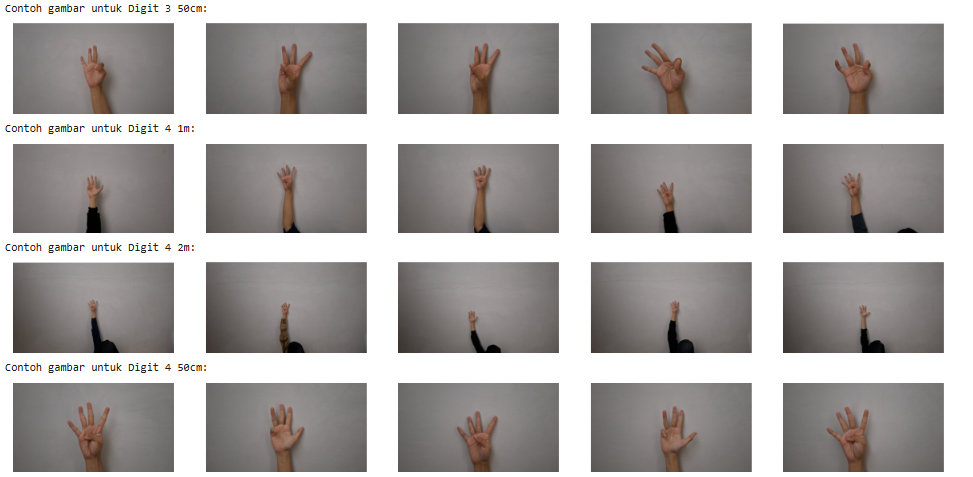 Contoh gambar untuk Digit 3 50cm:
Contoh gambar untuk Digit 4 1m:
Contoh gambar untuk Digit 4 2m:
Contoh gambar untuk Digit 4 50cm: